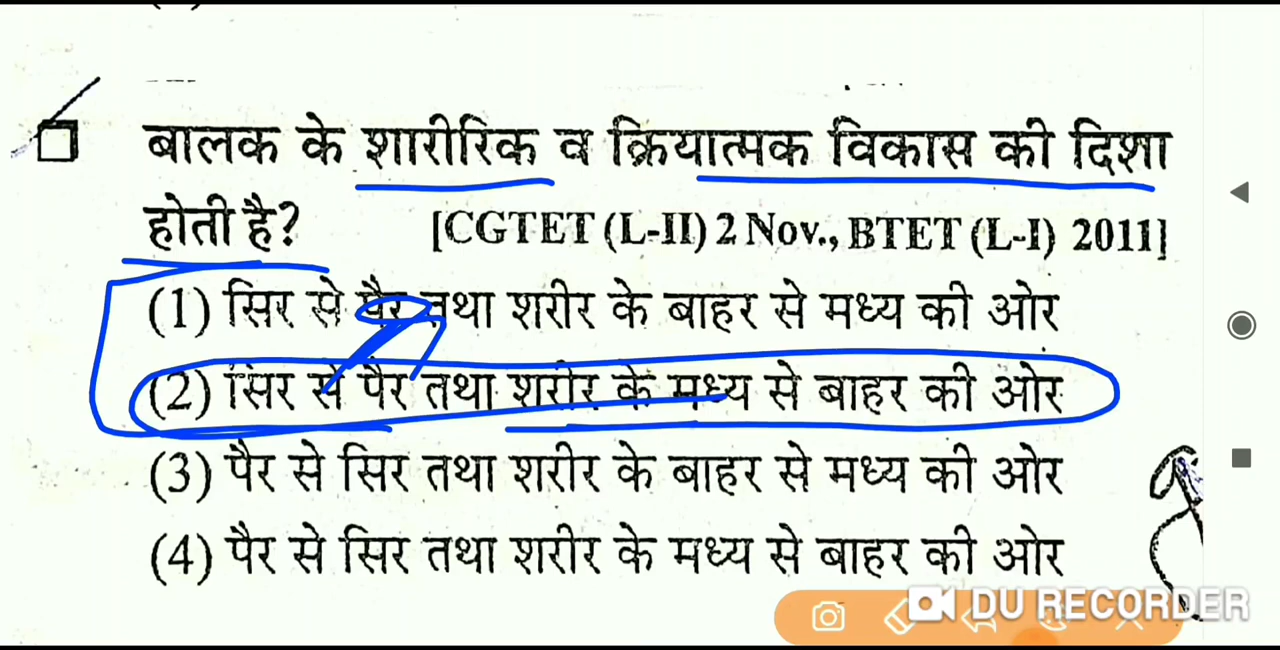 बालक के शारीरिक व क्रियात्मक विकास की दिशा
होती है? [CGTET (L-II) 2 Nov., BTET (L-I) 2011]
(1) सिर से पैर तथा शरीर के बाहर से मध्य की ओर
(2) सिर से पैर तथा शरीर के मध्य से बाहर की ओर
(3) पैर से सिर तथा शरीर के बाहर से मध्य की ओर
(4) पैर से सिर तथा शरीर के मध्य से बाहर की ओर
DU RECORDER